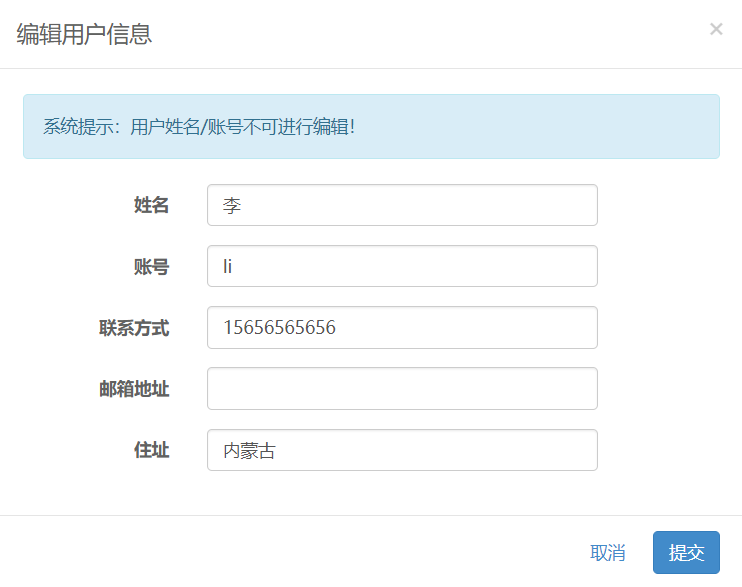 编辑用户信息
×
系统提示：用户姓名/账号不可进行编辑！
姓名 李
账号 li
联系方式 15656565656
邮箱地址
住址 内蒙古
取消 提交